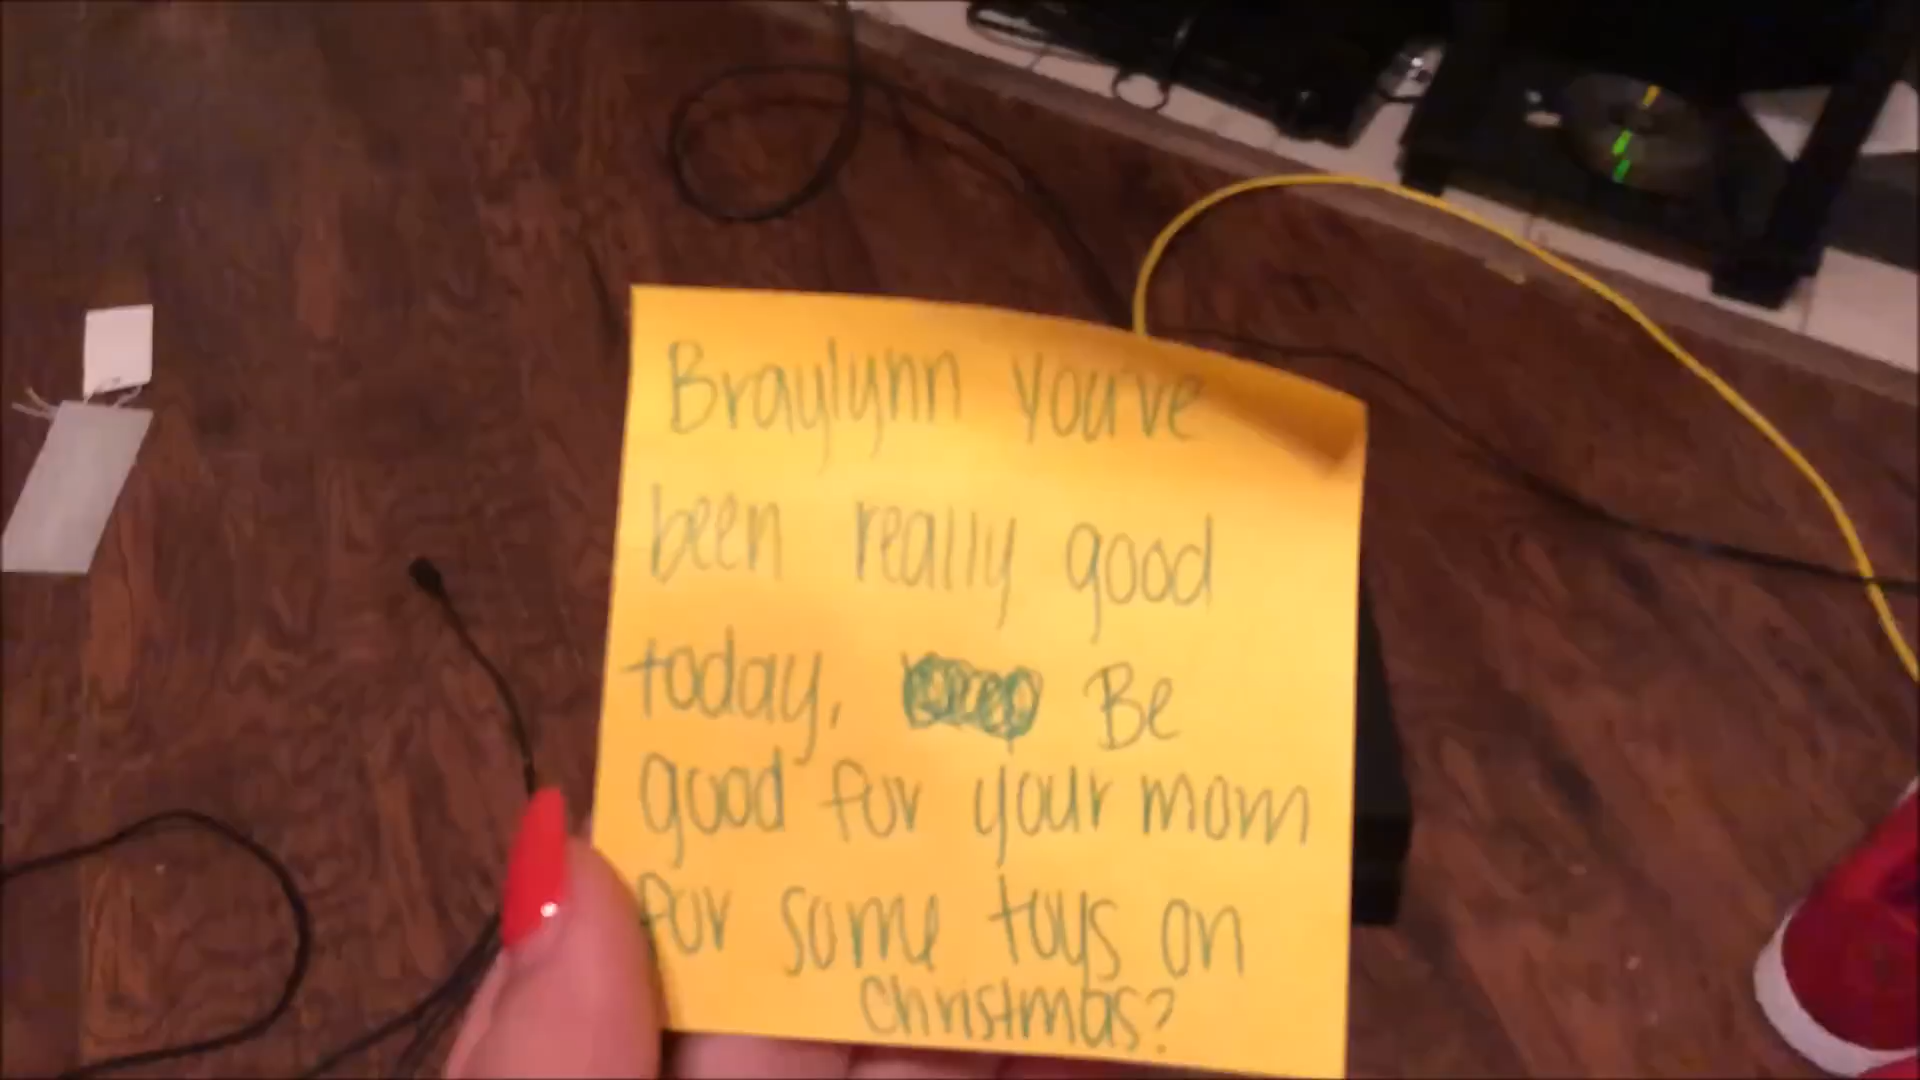 Braylynn you've
been really good
today, Be
good for your mom
for some toys on
christmas?